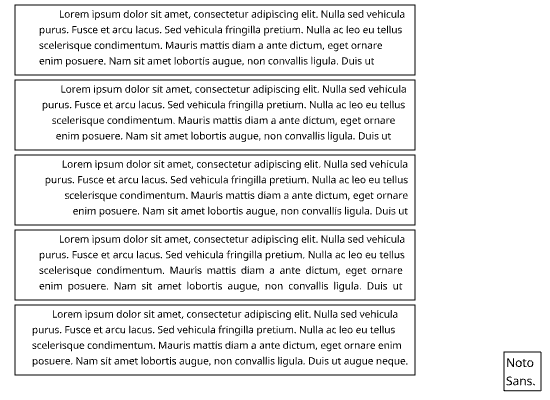 Lorem ipsum dolor sit amet, consectetur adipiscing elit. Nulla sed vehicula
purus. Fusce et arcu lacus. Sed vehicula fringilla pretium. Nulla ac leo eu tellus
scelerisque condimentum. Mauris mattis diam a ante dictum, eget ornare
enim posuere. Nam sit amet lobortis augue, non convallis ligula. Duis ut
Lorem ipsum dolor sit amet, consectetur adipiscing elit. Nulla sed vehicula
purus. Fusce et arcu lacus. Sed vehicula fringilla pretium. Nulla ac leo eu tellus
scelerisque condimentum. Mauris mattis diam a ante dictum, eget ornare
enim posuere. Nam sit amet lobortis augue, non convallis ligula. Duis ut
Lorem ipsum dolor sit amet, consectetur adipiscing elit. Nulla sed vehicula
purus. Fusce et arcu lacus. Sed vehicula fringilla pretium. Nulla ac leo eu tellus
scelerisque condimentum. Mauris mattis diam a ante dictum, eget ornare
enim posuere. Nam sit amet lobortis augue, non convallis ligula. Duis ut
Lorem ipsum dolor sit amet, consectetur adipiscing elit. Nulla sed vehicula
purus. Fusce et arcu lacus. Sed vehicula fringilla pretium. Nulla ac leo eu tellus
scelerisque condimentum. Mauris mattis diam a ante dictum, eget ornare
enim posuere. Nam sit amet lobortis augue, non convallis ligula. Duis ut
Lorem ipsum dolor sit amet, consectetur adipiscing elit. Nulla sed vehicula
purus. Fusce et arcu lacus. Sed vehicula fringilla pretium. Nulla ac leo eu tellus
scelerisque condimentum. Mauris mattis diam a ante dictum, eget ornare enim
posuere. Nam sit amet lobortis augue, non convallis ligula. Duis ut augue neque.
Noto
Sans.